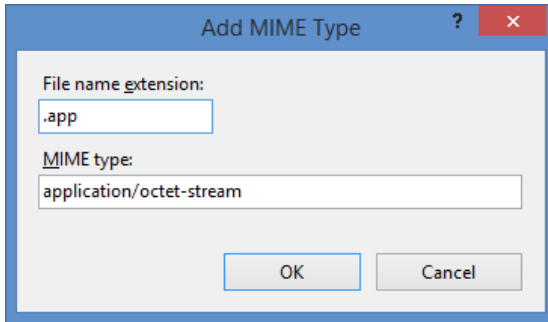 Add MIME Type ?
File name extension:
.app
MIME type:
application/octet-stream
OK Cancel